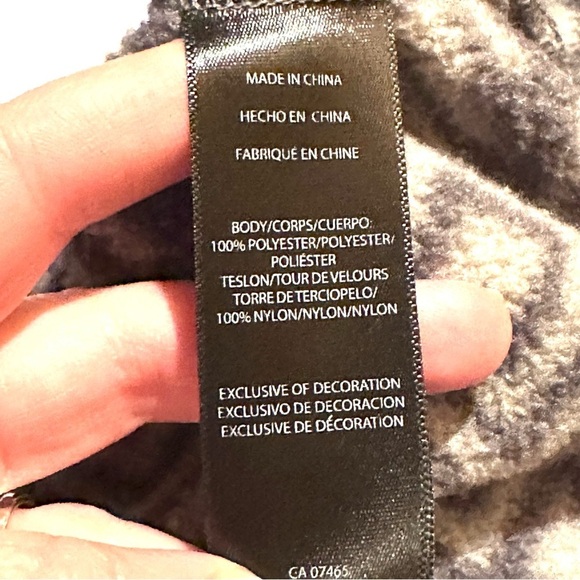 MADE IN CHINA
HECHO EN CHINA
FABRIQUÉ EN CHINE
BODY/CORPS/CUERPO:
100% POLYESTER/POLYESTER/
POLIÉSTER
TESLON/TOUR DE VELOURS
TORRE DE TERCIOPELO/
100% NYLON/NYLON/NYLON
EXCLUSIVE OF DECORATION
EXCLUSIVO DE DECORACION
EXCLUSIVE DE DÉCORATION
CA 07465